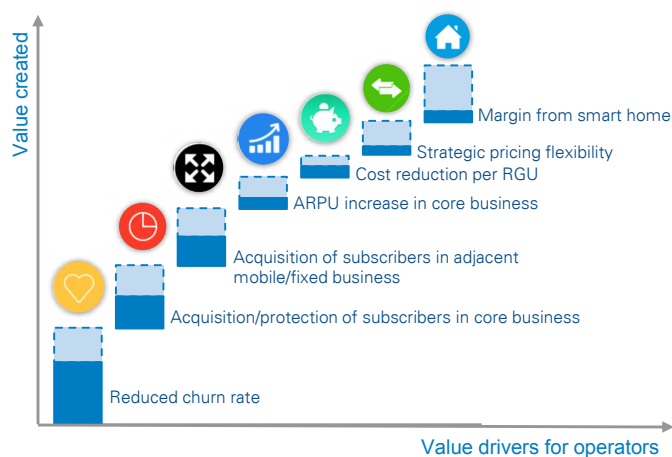 Value created
Margin from smart home
Strategic pricing flexibility
Cost reduction per RGU
ARPU increase in core business
Acquisition of subscribers in adjacent
mobile/fixed business
Acquisition/protection of subscribers in core business
Reduced churn rate
Value drivers for operators